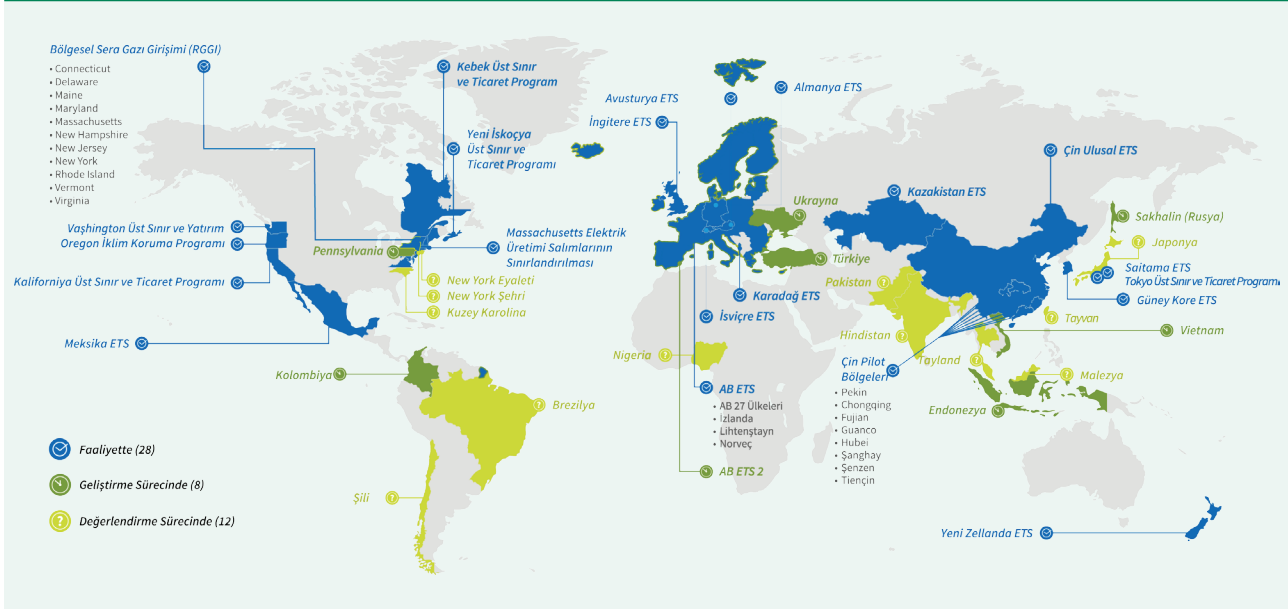 Bölgesel Sera Gazı Girişimi (RGGI)
• Connecticut
• Delaware
• Maine
• Maryland
• Massachusetts
• New Hampshire
• New Jersey
• New York
• Rhode Island
• Vermont
• Virginia
Kebek Üst Sınır
ve Ticaret Program
Yeni İskoçya
Üst Sınır ve
Ticaret Programı
Vaşhington Üst Sınır ve Yatırım
Oregon İklim Koruma Programı
Kaliforniya Üst Sınır ve Ticaret Programı
Meksika ETS
Pennsylvania
Massachusetts Elektrik
Üretimi Salımlarının
Sınırlandırılması
New York Eyaleti
New York Şehri
Kuzey Karolina
Kolombiya
Brezilya
Şili
Avusturya ETS
Almanya ETS
İngitere ETS
Ukrayna
Türkiye
Karadağ ETS
İsviçre ETS
Nigeria
AB ETS
• AB 27 Ülkeleri
• İzlanda
• Lihtenştayn
• Norveç
AB ETS 2
Kazakistan ETS
Çin Ulusal ETS
Sakhalin (Rusya)
Japonya
Saitama ETS
Tokyo Üst Sınır ve Ticaret Programı
Güney Kore ETS
Pakistan
Hindistan
Tayvan
Vietnam
Tayland
Malezya
Endonezya
Çin Pilot
Bölgeleri
• Pekin
• Chongqing
• Fujian
• Guanco
• Hubei
• Şanghay
• Şenzen
• Tiençin
Yeni Zellanda ETS
Faaliyette (28)
Geliştirme Sürecinde (8)
Değerlendirme Sürecinde (12)